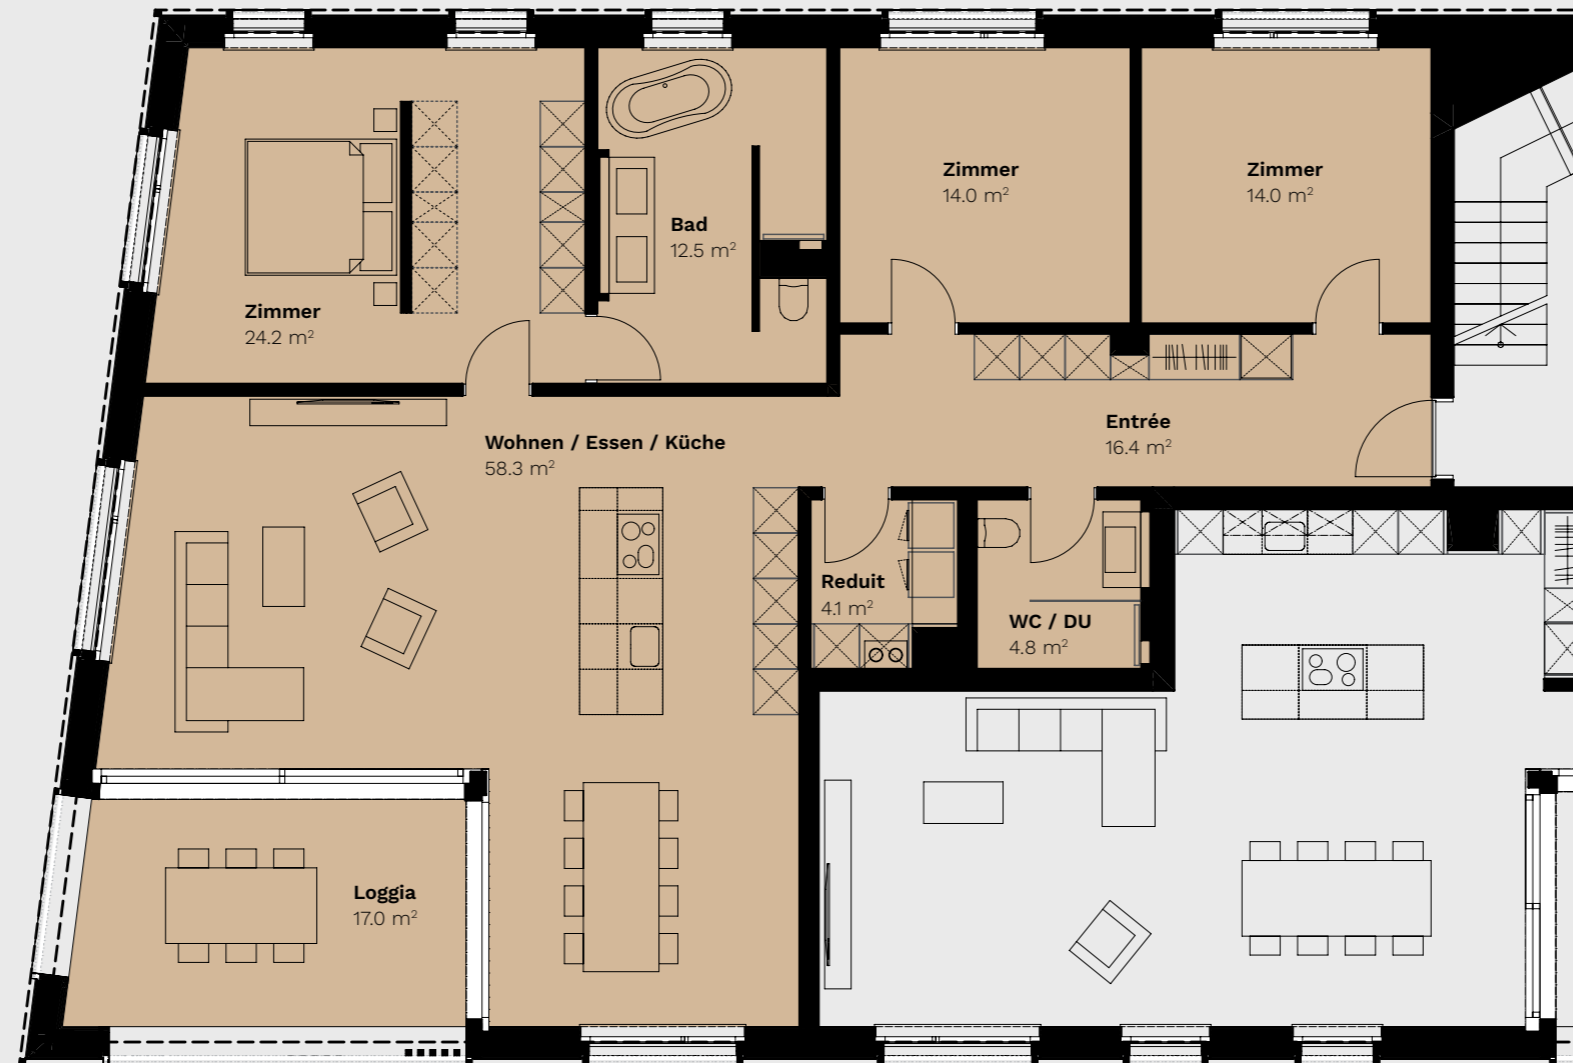 Zimmer
14.0 m²
Zimmer
14.0 m²
Bad
12.5 m²
Zimmer
24.2 m²
Entrée
16.4 m²
Wohnen / Essen / Küche
58.3 m²
Reduit
4.1 m²
WC / DU
4.8 m²
Loggia
17.0 m²